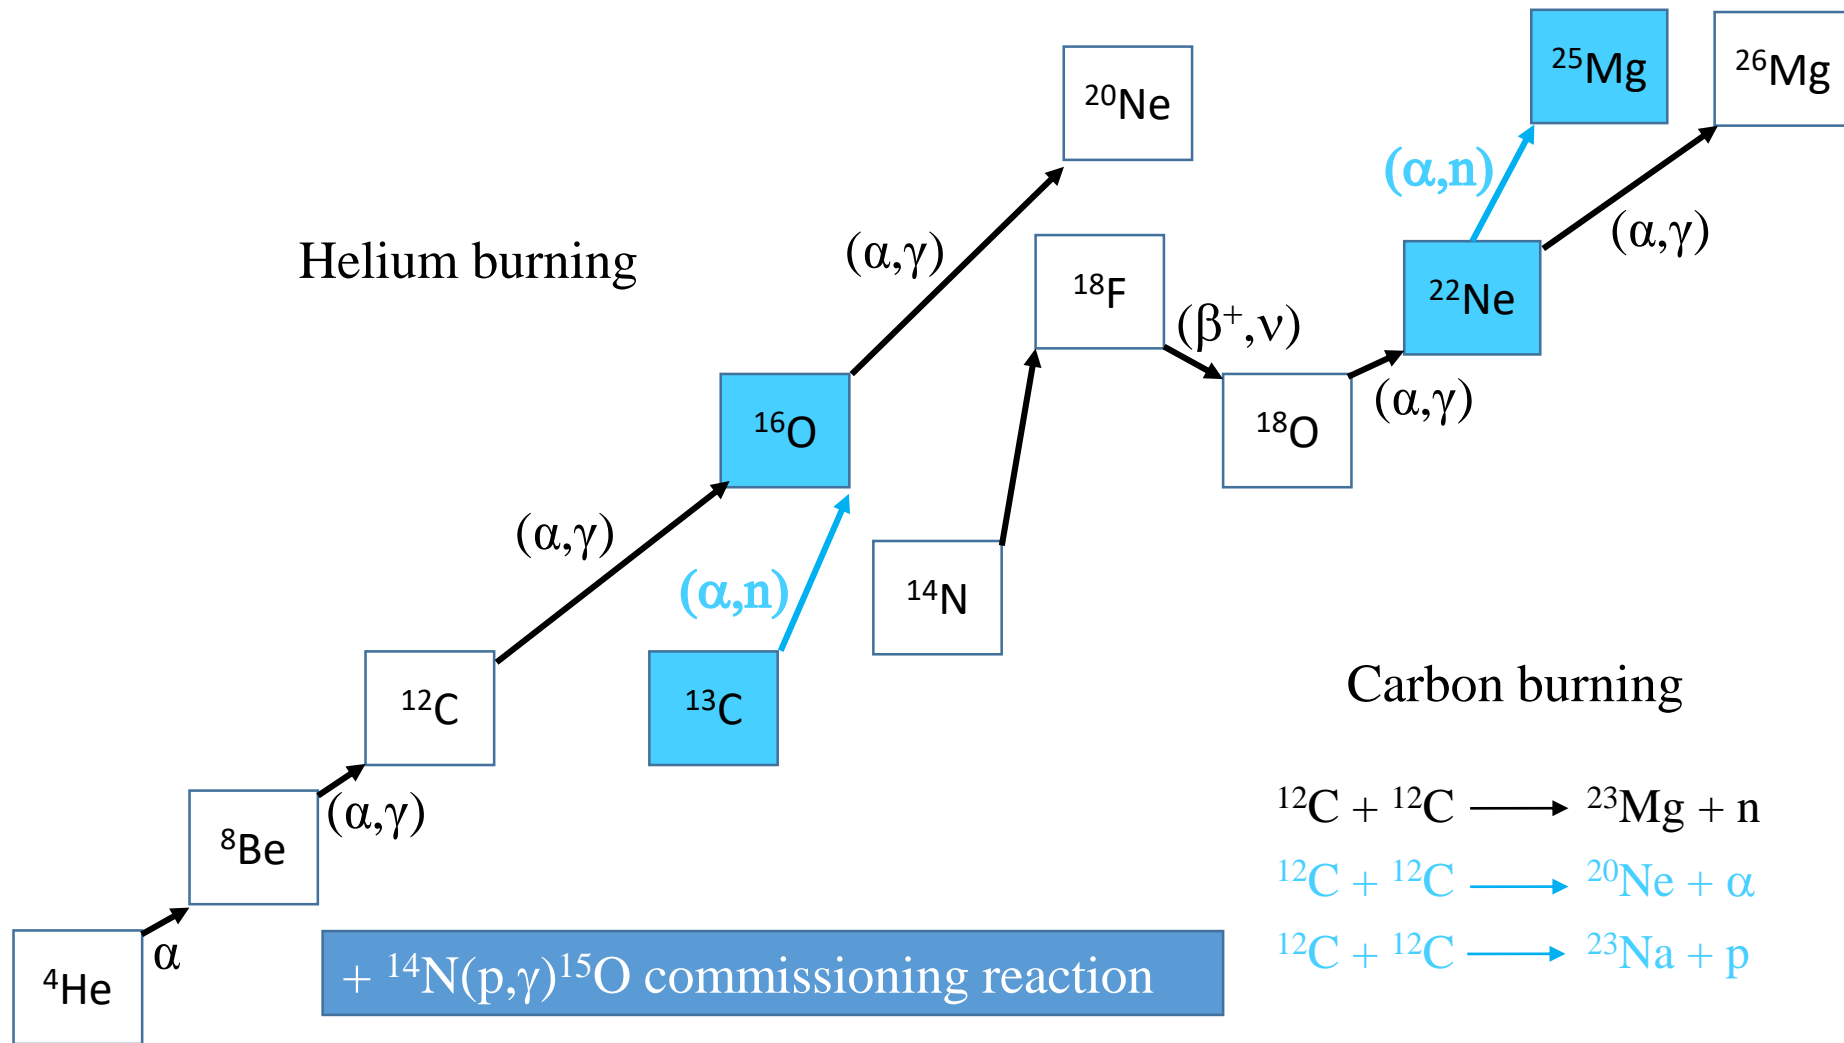 ²⁵Mg
²⁶Mg
²⁰Ne
(α,n)
(α,γ)
Helium burning
(α,γ)
¹⁸F
²²Ne
(β⁺,ν)
¹⁶O
¹⁸O
(α,γ)
(α,γ)
(α,n)
¹⁴N
¹²C
¹³C
Carbon burning
(α,γ)
⁸Be
¹²C + ¹²C ⟶ ²³Mg + n
¹²C + ¹²C ⟶ ²⁰Ne + α
¹²C + ¹²C ⟶ ²³Na + p
α
⁴He
+ ¹⁴N(p,γ)¹⁵O commissioning reaction